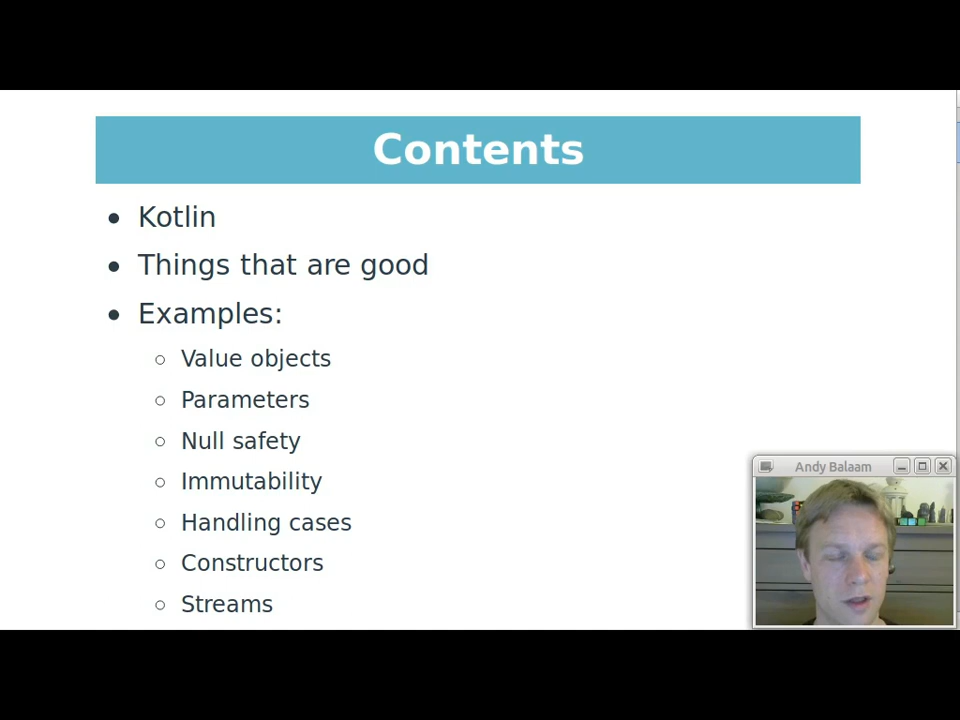 Contents
Kotlin
Things that are good
Examples:
Value objects
Parameters
Null safety
Immutability
Handling cases
Constructors
Streams
Andy Balaam